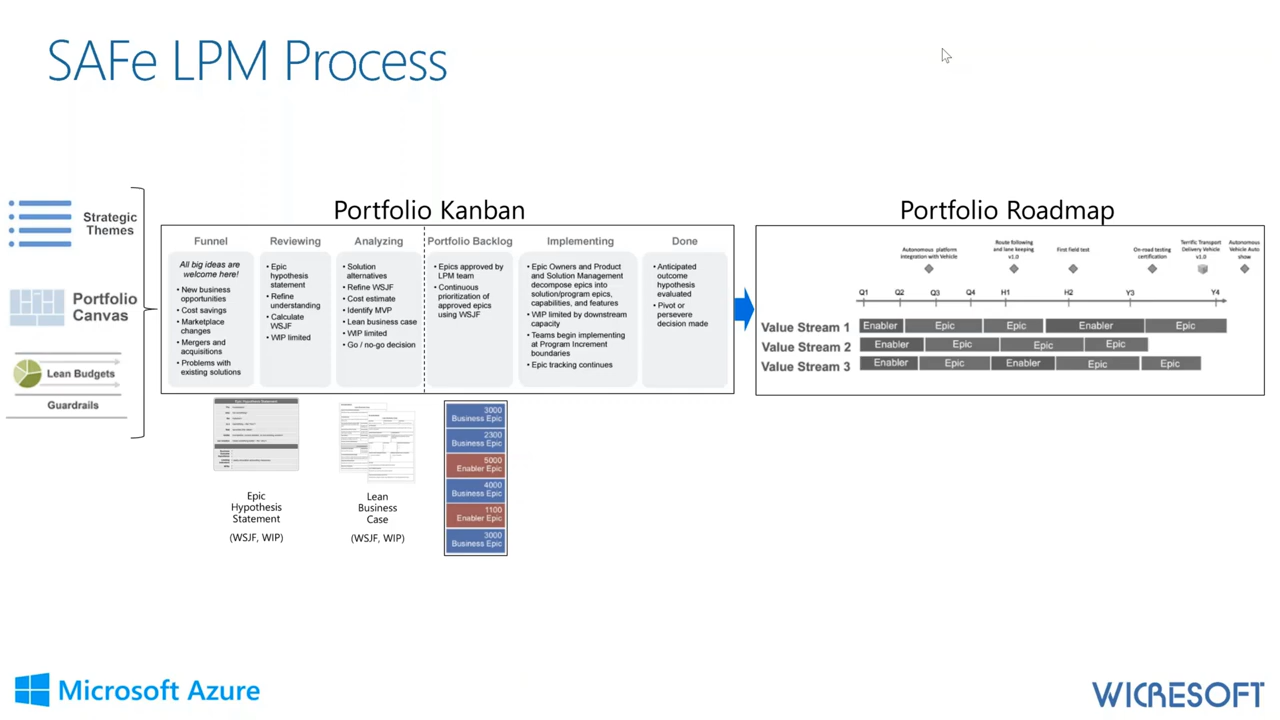 SAFe LPM Process
Strategic
Themes
Portfolio
Canvas
Lean Budgets
Guardrails
Portfolio Kanban
Funnel
All big ideas are
welcome here!
• New business
opportunities
• Cost savings
• Marketplace
changes
• Mergers and
acquisitions
• Problems with
existing solutions
Reviewing
• Epic
hypothesis
statement
• Refine
understanding
• Calculate
WSJF
• WIP limited
Analyzing
• Solution
alternatives
• Refine WSJF
• Cost estimate
• Identify MVP
• Lean business case
• WIP limited
• Go / no-go decision
Portfolio Backlog
• Epics approved by
LPM team
• Continuous
prioritization of
approved epics
using WSJF
Implementing
• Epic Owners and Product
and Solution Management
decompose epics into
solution/program epics,
capabilities, and features
• WIP limited by downstream
capacity
• Teams begin implementing
at Program Increment
boundaries
• Epic tracking continues
Done
• Anticipated
outcome
hypothesis
evaluated
• Pivot or
persevere
decision made
Epic Hypothesis Statement
Epic
Hypothesis
Statement
(WSJF, WIP)
Lean
Business
Case
(WSJF, WIP)
3000
Business Epic
2300
Business Epic
5000
Enabler Epic
4000
Business Epic
1100
Enabler Epic
3000
Business Epic
Portfolio Roadmap
Autonomous platform
Integration with Vehicle
Route following
and lane keeping
v1.0
First field test
On-road testing
certification
Terrific Transport
Delivery Vehicle
v1.0
Autonomous
Vehicle Auto
show
Q1 Q2 Q3 Q4 H1 H2 Y3 Y4
Value Stream 1 Enabler Epic Epic Enabler Epic
Value Stream 2 Enabler Epic Epic Epic
Value Stream 3 Enabler Epic Enabler Epic Epic
Microsoft Azure
WICRESOFT